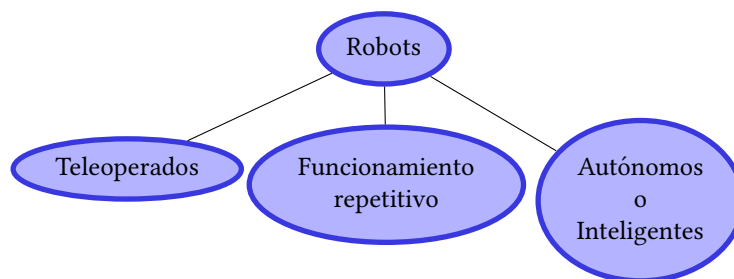 Robots
Teleoperados
Funcionamiento
repetitivo
Autónomos
o
Inteligentes